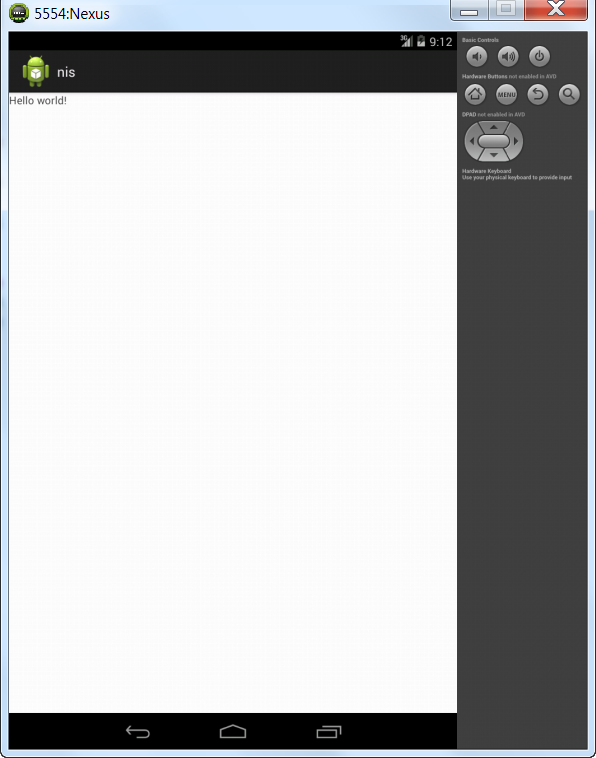 5554:Nexus
3G 9:12
nis
Hello world!
Basic Controls
Hardware Buttons not enabled in AVD
MENU
DPAD not enabled in AVD
Hardware Keyboard
Use your physical keyboard to provide input